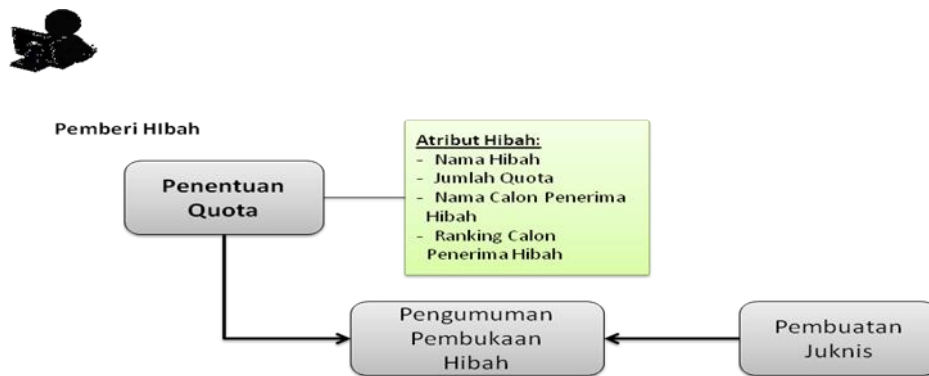 Pemberi HIbah
Penentuan
Quota
Atribut Hibah:
- Nama Hibah
- Jumlah Quota
- Nama Calon Penerima
Hibah
- Ranking Calon
Penerima Hibah
Pengumuman
Pembukaan
Hibah
Pembuatan
Juknis